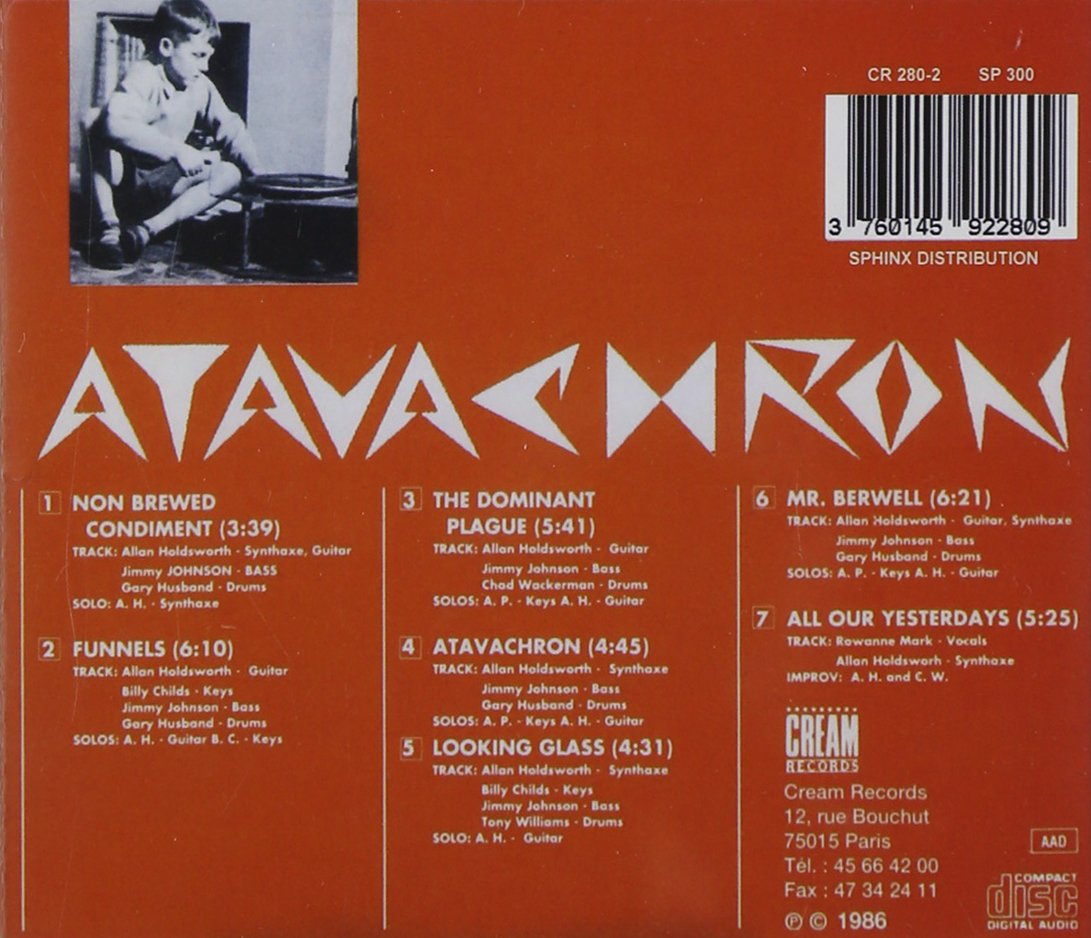 CR 280-2 SP 300
3 760145 922809
SPHINX DISTRIBUTION
ATAVACHRON
1 NON BREWED
CONDIMENT (3:39)
TRACK: Allan Holdsworth - Synthaxe, Guitar
Jimmy JOHNSON - BASS
Gary Husband - Drums
SOLO: A. H. - Synthaxe
2 FUNNELS (6:10)
TRACK: Allan Holdsworth - Guitar
Billy Childs - Keys
Jimmy Johnson - Bass
Gary Husband - Drums
SOLOS: A. H. - Guitar B. C. - Keys
3 THE DOMINANT
PLAGUE (5:41)
TRACK: Allan Holdsworth - Guitar
Jimmy Johnson - Bass
Chad Wackerman - Drums
SOLOS: A. P. - Keys A. H. - Guitar
4 ATAVACHRON (4:45)
TRACK: Allan Holdsworth - Synthaxe
Jimmy Johnson - Bass
Gary Husband - Drums
SOLOS: A. P. - Keys A. H. - Guitar
5 LOOKING GLASS (4:31)
TRACK: Allan Holdsworth - Synthaxe
Billy Childs - Keys
Jimmy Johnson - Bass
Tony Williams - Drums
SOLO: A. H. - Guitar
6 MR. BERWELL (6:21)
TRACK: Allan Holdsworth - Guitar, Synthaxe
Jimmy Johnson - Bass
Gary Husband - Drums
SOLOS: A. P. - Keys A. H. - Guitar
7 ALL OUR YESTERDAYS (5:25)
TRACK: Rowanne Mark - Vocals
Allan Holdsworh - Synthaxe
IMPROV: A. H. and C. W.
CREAM
RECORDS
Cream Records
12, rue Bouchut
75015 Paris
Tél. : 45 66 42 00
Fax : 47 34 24 11
℗ © 1986
AAD
COMPACT
disc
DIGITAL AUDIO